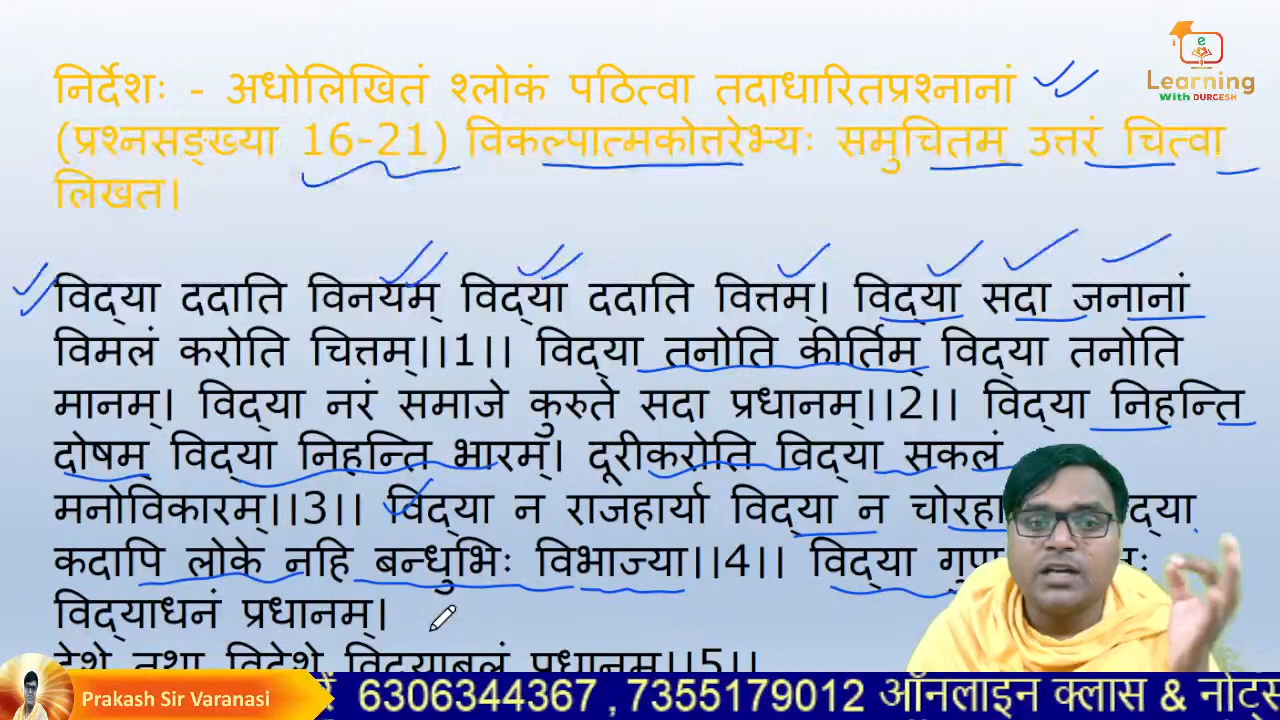 e
Learning
With DURGESH
निर्देशः - अधोलिखितं श्लोकं पठित्वा तदाधारितप्रश्नानां
(प्रश्नसङ्ख्या 16-21) विकल्पात्मकोत्तरेभ्यः समुचितम् उत्तरं चित्वा
लिखत।
विद्या ददाति विनयम् विद्या ददाति वित्तम्। विद्या सदा जनानां
विमलं करोति चित्तम्।।1।। विद्या तनोति कीर्तिम् विद्या तनोति
मानम्। विद्या नरं समाजे कुरुते सदा प्रधानम्।।2।। विद्या निहन्ति
दोषम् विद्या निहन्ति भारम्। दूरीकरोति विद्या सकलं
मनोविकारम्।।3।। विद्या न राजहार्या विद्या न
कदापि लोके नहि बन्धुभिः विभाज्या।।4।। विद्या
विद्याधनं प्रधानम्।
देशे तथा विदेशे विद्याबलं प्रधानम्।।5।।
Prakash Sir Varanasi
6306344367 , 7355179012 ऑनलाइन क्लास & नोट्स